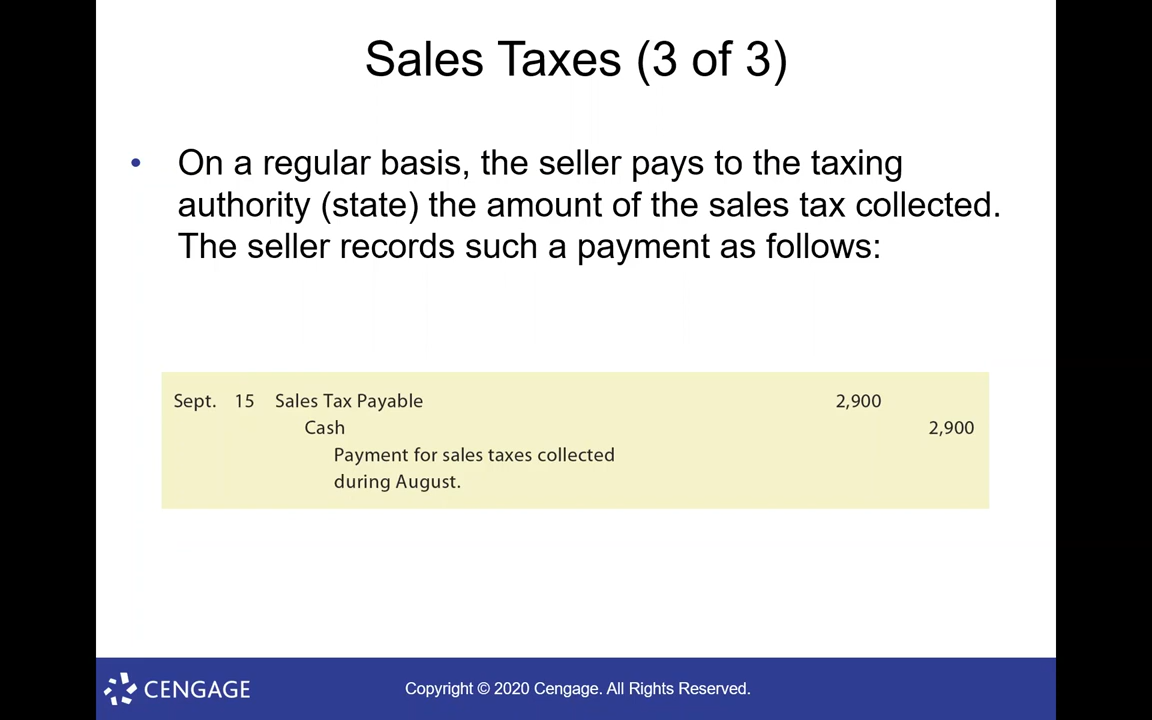 Sales Taxes (3 of 3)
• On a regular basis, the seller pays to the taxing
authority (state) the amount of the sales tax collected.
The seller records such a payment as follows:
Sept. 15 Sales Tax Payable 2,900
Cash 2,900
Payment for sales taxes collected
during August.
CENGAGE Copyright © 2020 Cengage. All Rights Reserved.